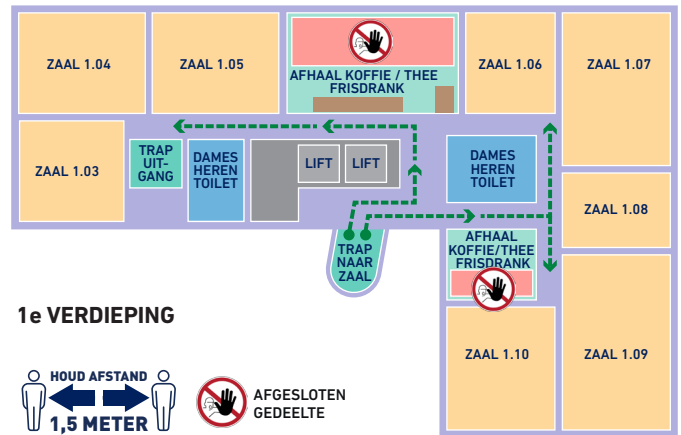 ZAAL 1.04
ZAAL 1.05
AFHAAL KOFFIE / THEE
FRISDRANK
ZAAL 1.06
ZAAL 1.07
ZAAL 1.03
TRAP
UIT-
GANG
DAMES
HEREN
TOILET
LIFT
LIFT
DAMES
HEREN
TOILET
ZAAL 1.08
TRAP
NAAR
ZAAL
AFHAAL
KOFFIE/THEE
FRISDRANK
1e VERDIEPING
ZAAL 1.10
ZAAL 1.09
HOUD AFSTAND
1,5 METER
AFGESLOTEN
GEDEELTE